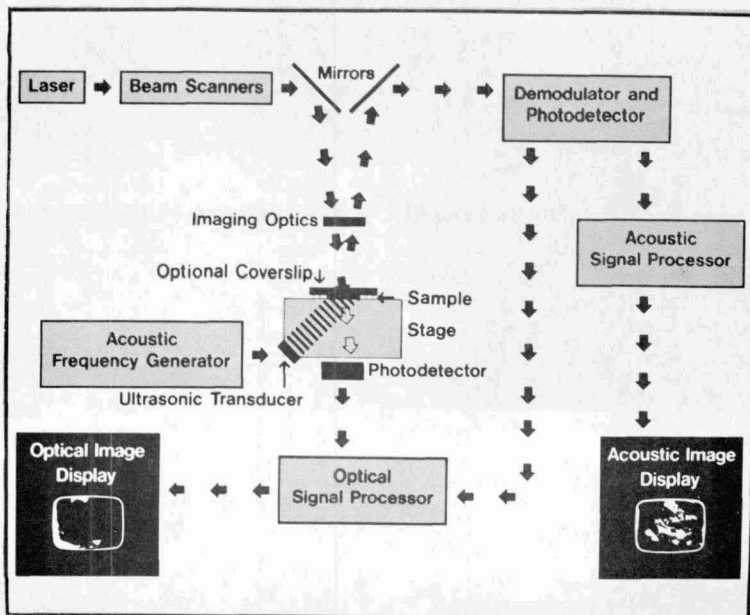 Mirrors
Laser
Beam Scanners
Demodulator and
Photodetector
Imaging Optics
Acoustic
Signal Processor
Optional Coverslip
Sample
Stage
Acoustic
Frequency Generator
Photodetector
Ultrasonic Transducer
Optical Image
Display
Optical
Signal Processor
Acoustic Image
Display